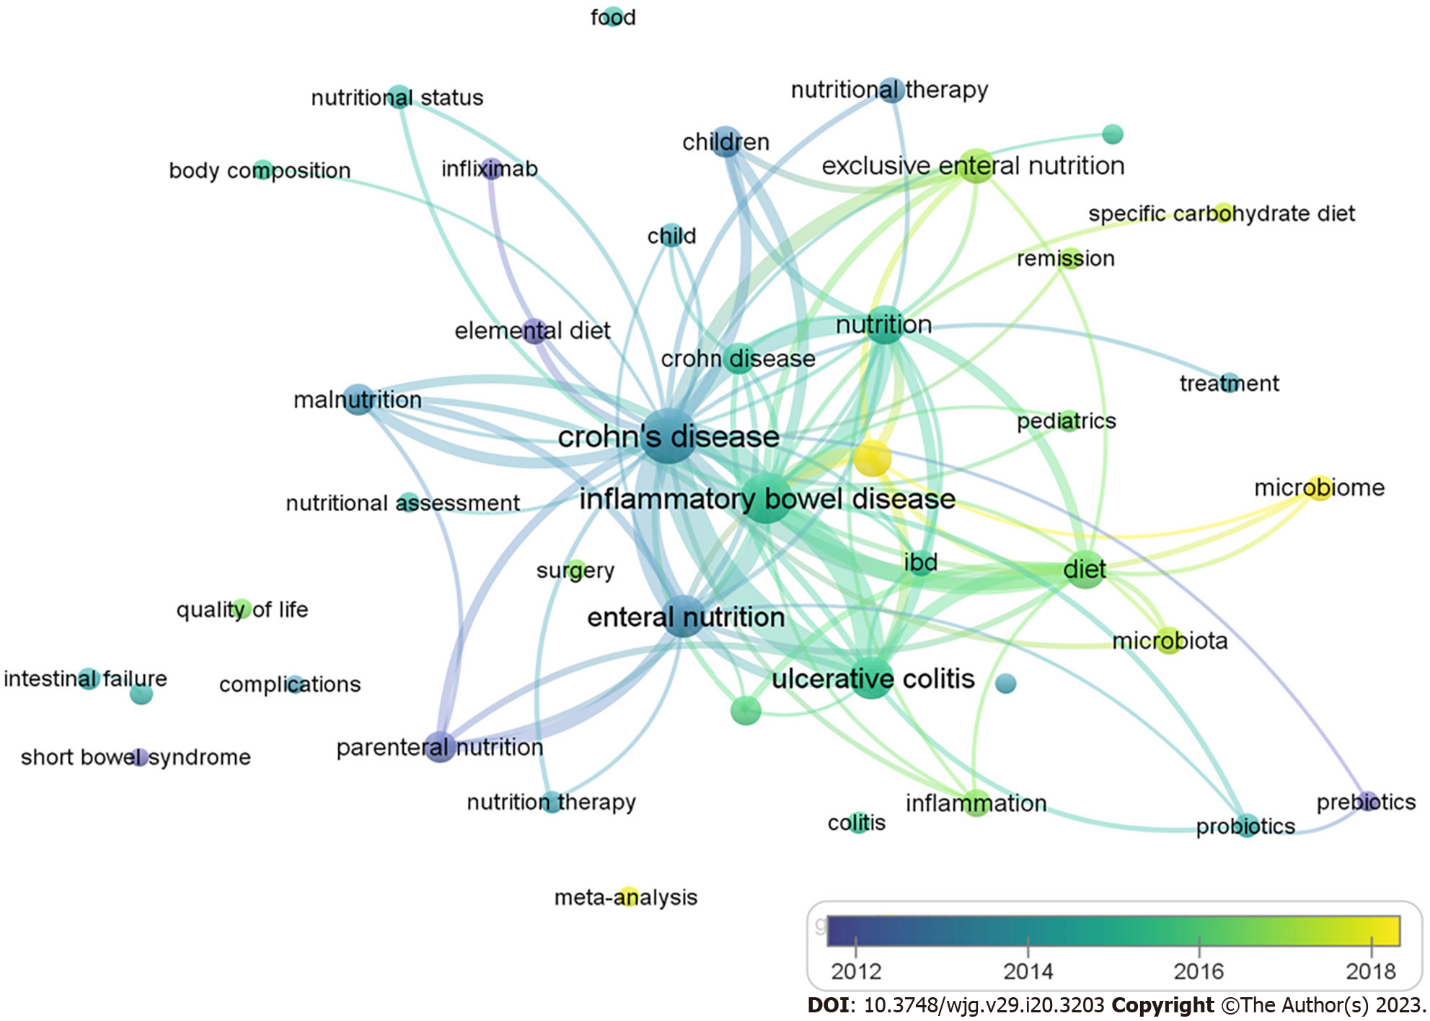 food
nutritional therapy
nutritional status
children
exclusive enteral nutrition
body composition
infliximab
specific carbohydrate diet
child
remission
nutrition
elemental diet
crohn disease
treatment
malnutrition
pediatrics
crohn's disease
microbiome
inflammatory bowel disease
nutritional assessment
ibd
surgery
diet
quality of life
enteral nutrition
microbiota
intestinal failure
complications
ulcerative colitis
parenteral nutrition
short bowel syndrome
nutrition therapy
inflammation
prebiotics
colitis
probiotics
meta-analysis
g
2012 2014 2016 2018
DOI: 10.3748/wjg.v29.i20.3203 Copyright ©The Author(s) 2023.